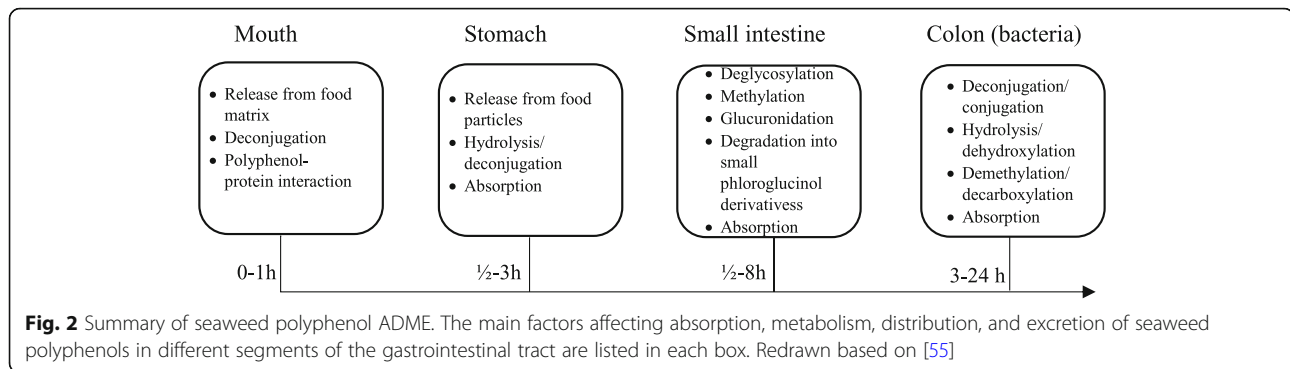 Mouth
Stomach
Small intestine
Colon (bacteria)
• Release from food
matrix
• Deconjugation
• Polyphenol-
protein interaction
• Release from food
particles
• Hydrolysis/
deconjugation
• Absorption
• Deglycosylation
• Methylation
• Glucuronidation
• Degradation into
small
phloroglucinol
derivativess
• Absorption
• Deconjugation/
conjugation
• Hydrolysis/
dehydroxylation
• Demethylation/
decarboxylation
• Absorption
0-1h
½-3h
½-8h
3-24 h
Fig. 2 Summary of seaweed polyphenol ADME. The main factors affecting absorption, metabolism, distribution, and excretion of seaweed
polyphenols in different segments of the gastrointestinal tract are listed in each box. Redrawn based on [55]